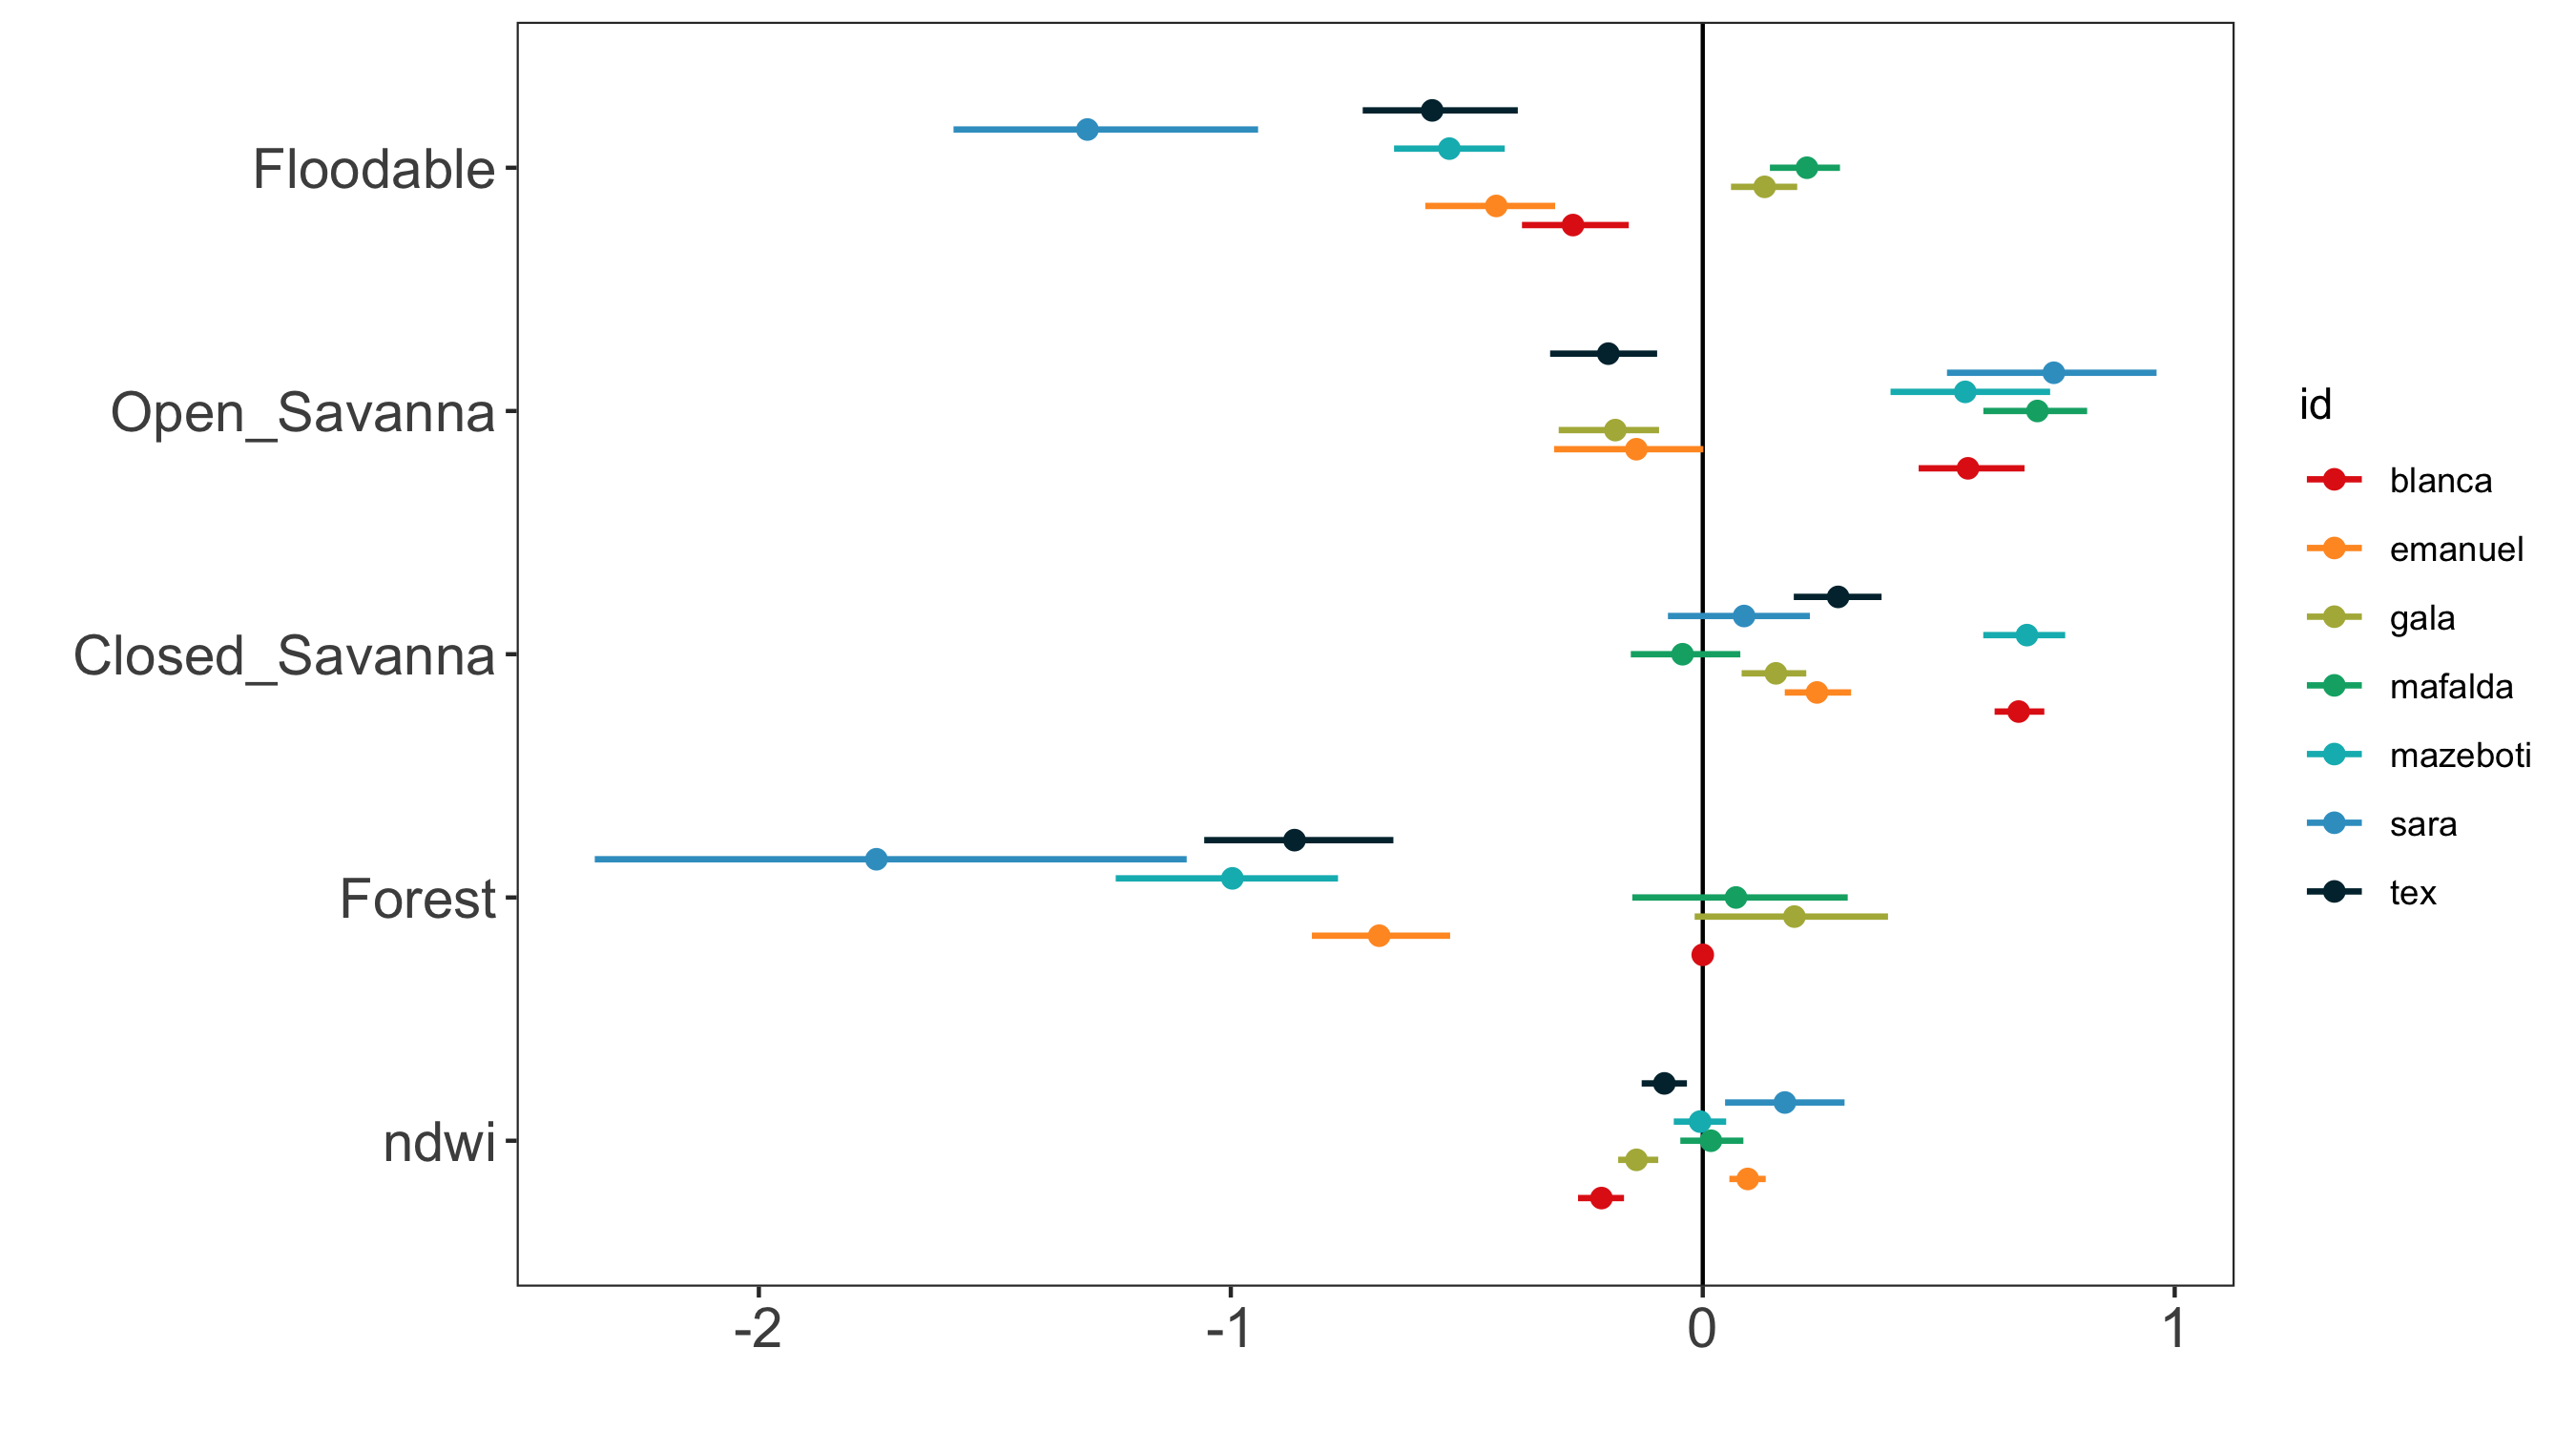 Floodable
Open_Savanna
Closed_Savanna
Forest
ndwi
-2 -1 0 1
id
blanca
emanuel
gala
mafalda
mazeboti
sara
tex